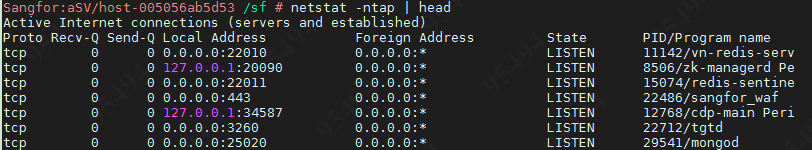 Sangfor:aSV/host-005056ab5d53 /sf # netstat -ntap | head
Active Internet connections (servers and established)
Proto Recv-Q Send-Q Local Address           Foreign Address         State       PID/Program name
tcp        0      0 0.0.0.0:22010           0.0.0.0:*               LISTEN      11142/vn-redis-serv
tcp        0      0 127.0.0.1:20090         0.0.0.0:*               LISTEN      8506/zk-managerd Pe
tcp        0      0 0.0.0.0:22011           0.0.0.0:*               LISTEN      15074/redis-sentine
tcp        0      0 0.0.0.0:443             0.0.0.0:*               LISTEN      22486/sangfor_waf
tcp        0      0 127.0.0.1:34587         0.0.0.0:*               LISTEN      12768/cdp-main Peri
tcp        0      0 0.0.0.0:3260            0.0.0.0:*               LISTEN      22712/tgtd
tcp        0      0 0.0.0.0:25020           0.0.0.0:*               LISTEN      29541/mongod